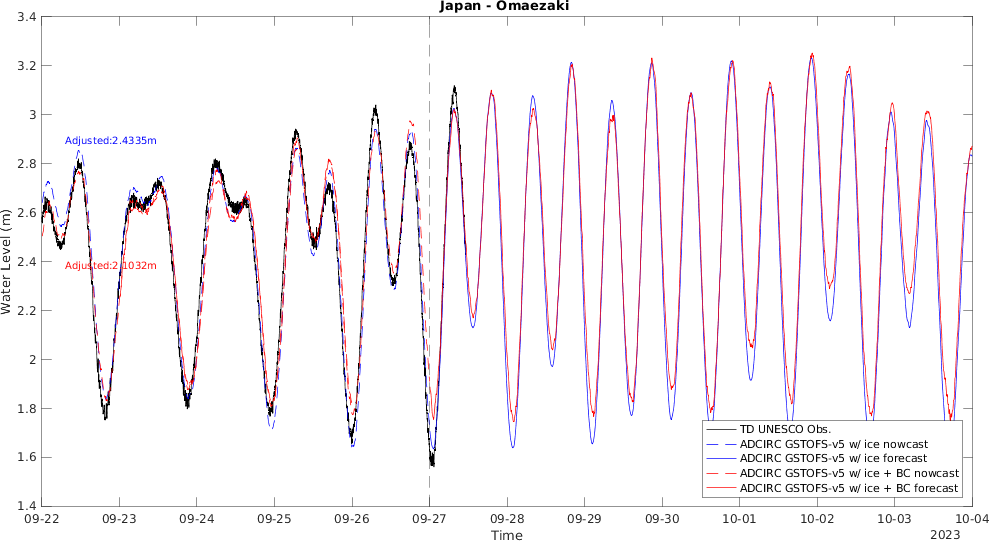 Japan - Omaezaki
3.4
3.2
3
2.8
2.6
2.4
2.2
2
1.8
1.6
1.4
Water Level (m)
Adjusted:2.4335m
Adjusted:2.1032m
TD UNESCO Obs.
ADCIRC GSTOFS-v5 w/ ice nowcast
ADCIRC GSTOFS-v5 w/ ice forecast
ADCIRC GSTOFS-v5 w/ ice + BC nowcast
ADCIRC GSTOFS-v5 w/ ice + BC forecast
09-22 09-23 09-24 09-25 09-26 09-27 09-28 09-29 09-30 10-01 10-02 10-03 10-04
Time 2023